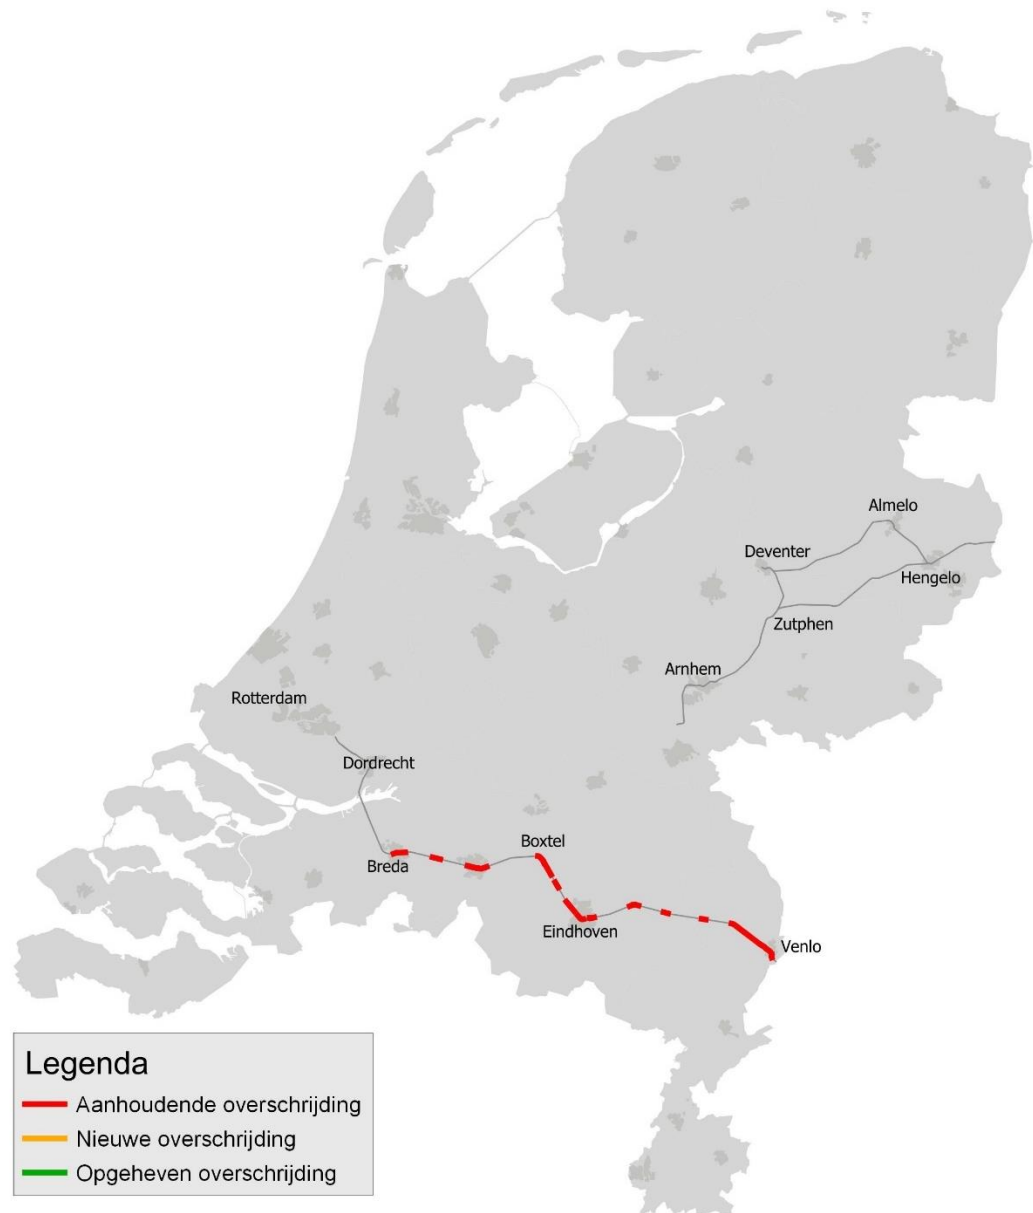 Almelo
Deventer
Hengelo
Zutphen
Arnhem
Rotterdam
Dordrecht
Boxtel
Breda
Eindhoven
Venlo
Legenda
Aanhoudende overschrijding
Nieuwe overschrijding
Opgeheven overschrijding